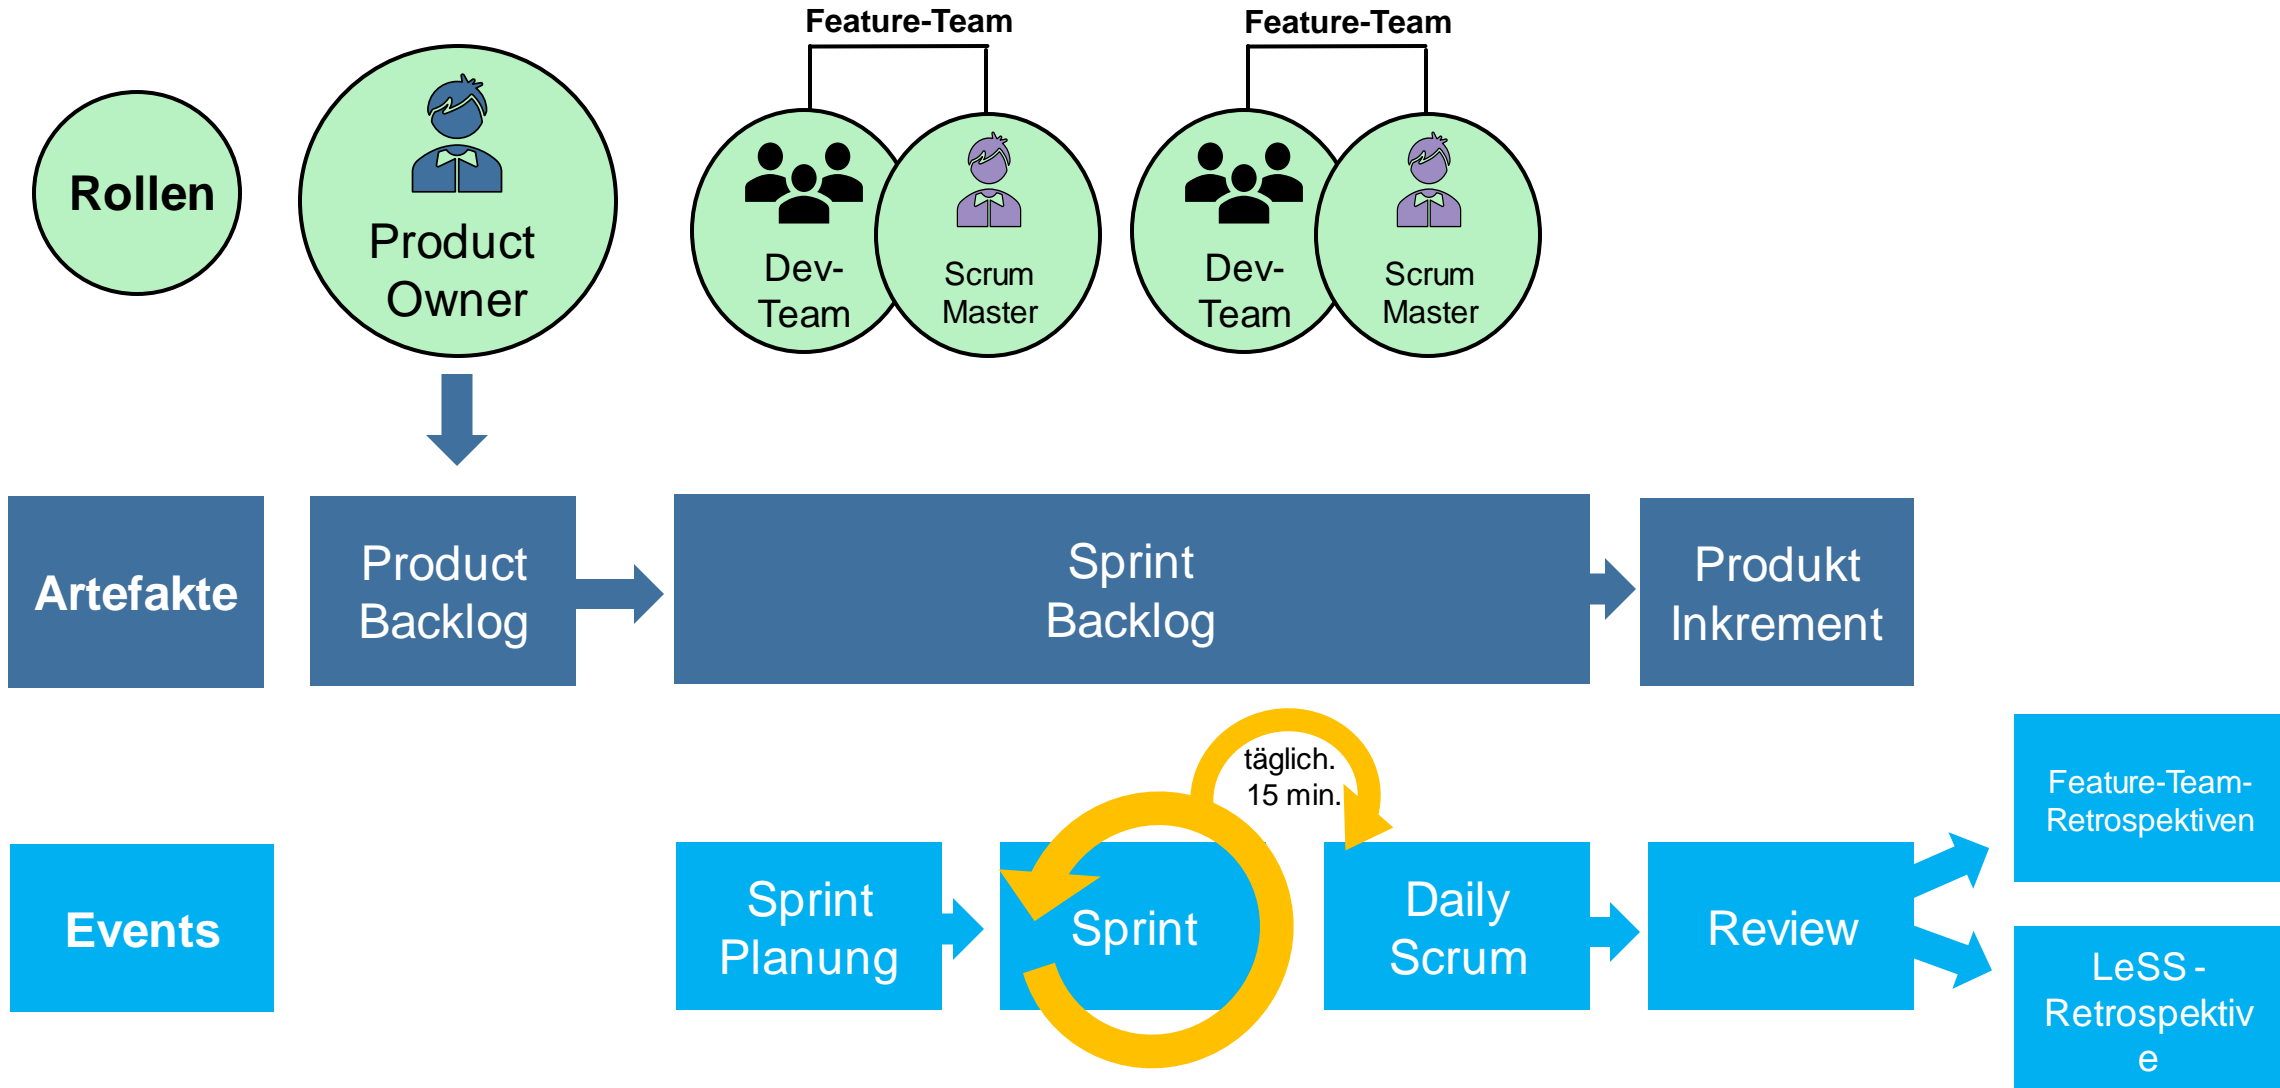 Feature-Team
Feature-Team
Rollen
Product
Owner
Dev-
Team
Scrum
Master
Dev-
Team
Scrum
Master
Artefakte
Product
Backlog
Sprint
Backlog
Produkt
Inkrement
täglich.
15 min.
Feature-Team-
Retrospektiven
Events
Sprint
Planung
Sprint
Daily
Scrum
Review
LeSS -
Retrospektiv
e